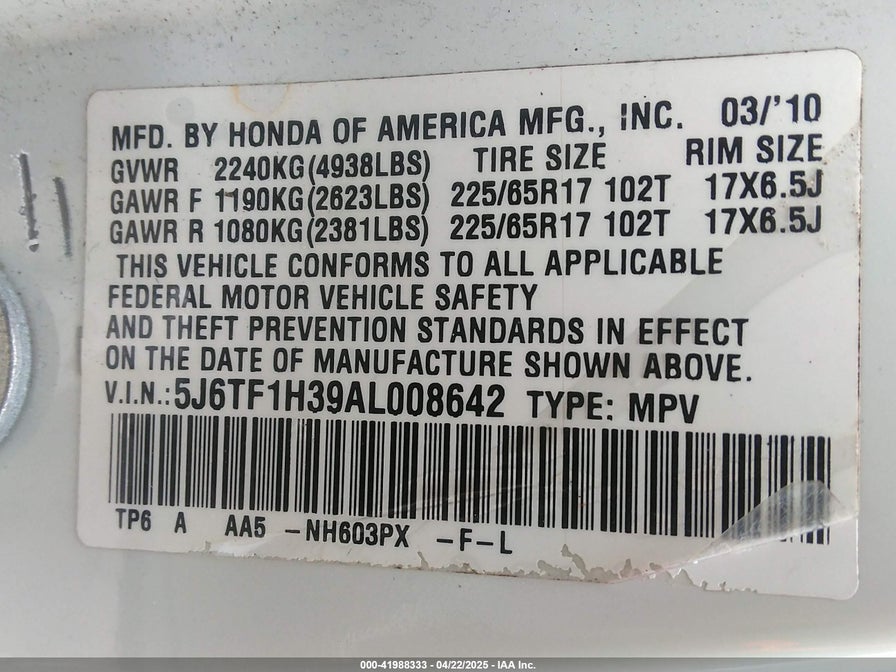 MFD. BY HONDA OF AMERICA MFG., INC. 03/'10
GVWR 2240KG(4938LBS) TIRE SIZE RIM SIZE
GAWR F 1190KG(2623LBS) 225/65R17 102T 17X6.5J
GAWR R 1080KG(2381LBS) 225/65R17 102T 17X6.5J
THIS VEHICLE CONFORMS TO ALL APPLICABLE
FEDERAL MOTOR VEHICLE SAFETY
AND THEFT PREVENTION STANDARDS IN EFFECT
ON THE DATE OF MANUFACTURE SHOWN ABOVE.
V.I.N.:5J6TF1H39AL008642 TYPE: MPV
TP6 A AA5 -NH603PX -F-L
000-41988333 - 04/22/2025 - IAA Inc.